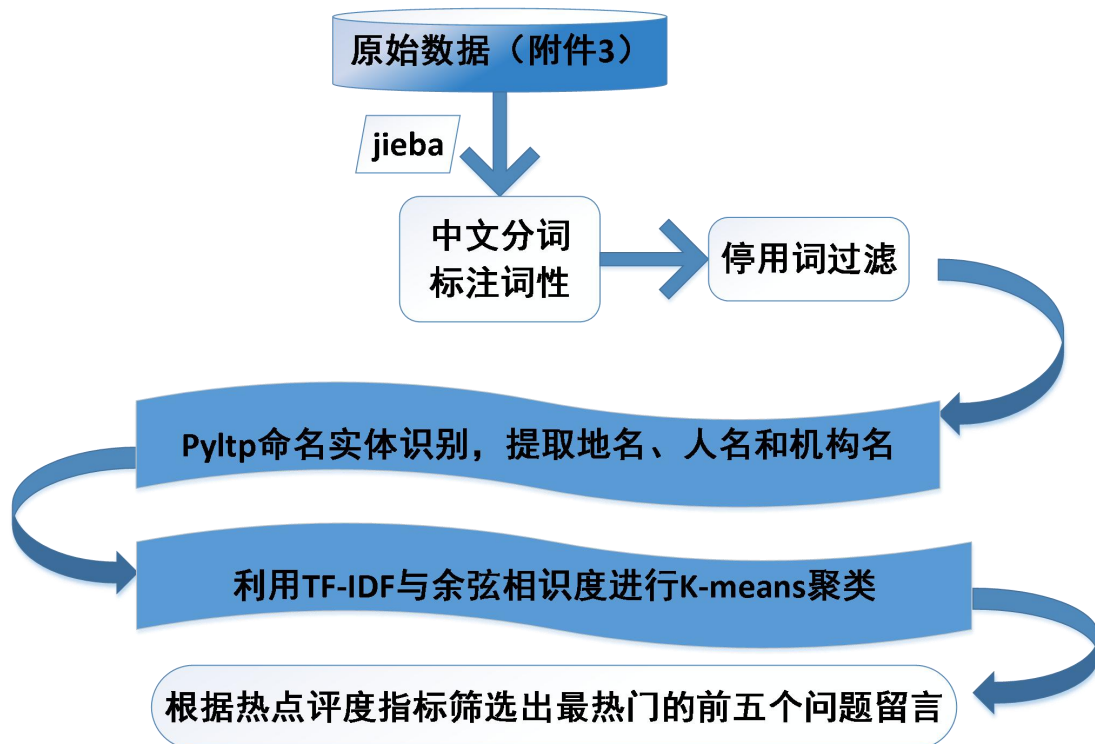 原始数据（附件3）
jieba
中文分词
标注词性
停用词过滤
Pyltp命名实体识别，提取地名、人名和机构名
利用TF-IDF与余弦相识度进行K-means聚类
根据热点评度指标筛选出最热门的前五个问题留言